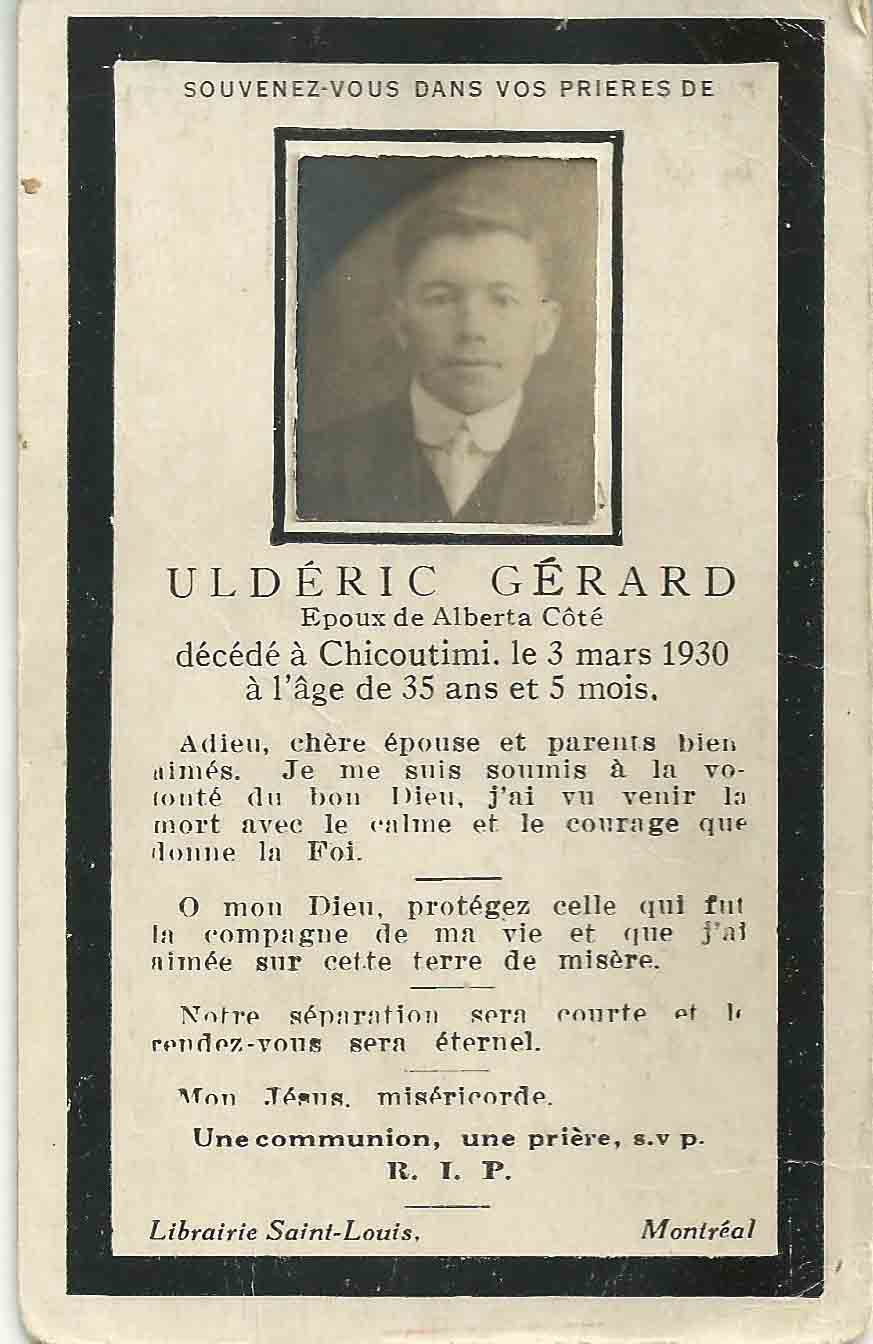 SOUVENEZ-VOUS DANS VOS PRIERES DE
ULDÉRIC GÉRARD
Epoux de Alberta Côté
décédé à Chicoutimi. le 3 mars 1930
à l'âge de 35 ans et 5 mois.
Adieu, chère épouse et parents bien
aimés. Je me suis soumis à la vo-
lonté du bon Dieu, j'ai vu venir la
mort avec le calme et le courage que
donne la Foi.
O mon Dieu, protégez celle qui fut
la compagne de ma vie et que j'ai
aimée sur cette terre de misère.
Notre séparation sera courte et le
rendez-vous sera éternel.
Mon Jésus. miséricorde.
Une communion, une prière, s.v p.
R. I. P.
Librairie Saint-Louis, Montréal